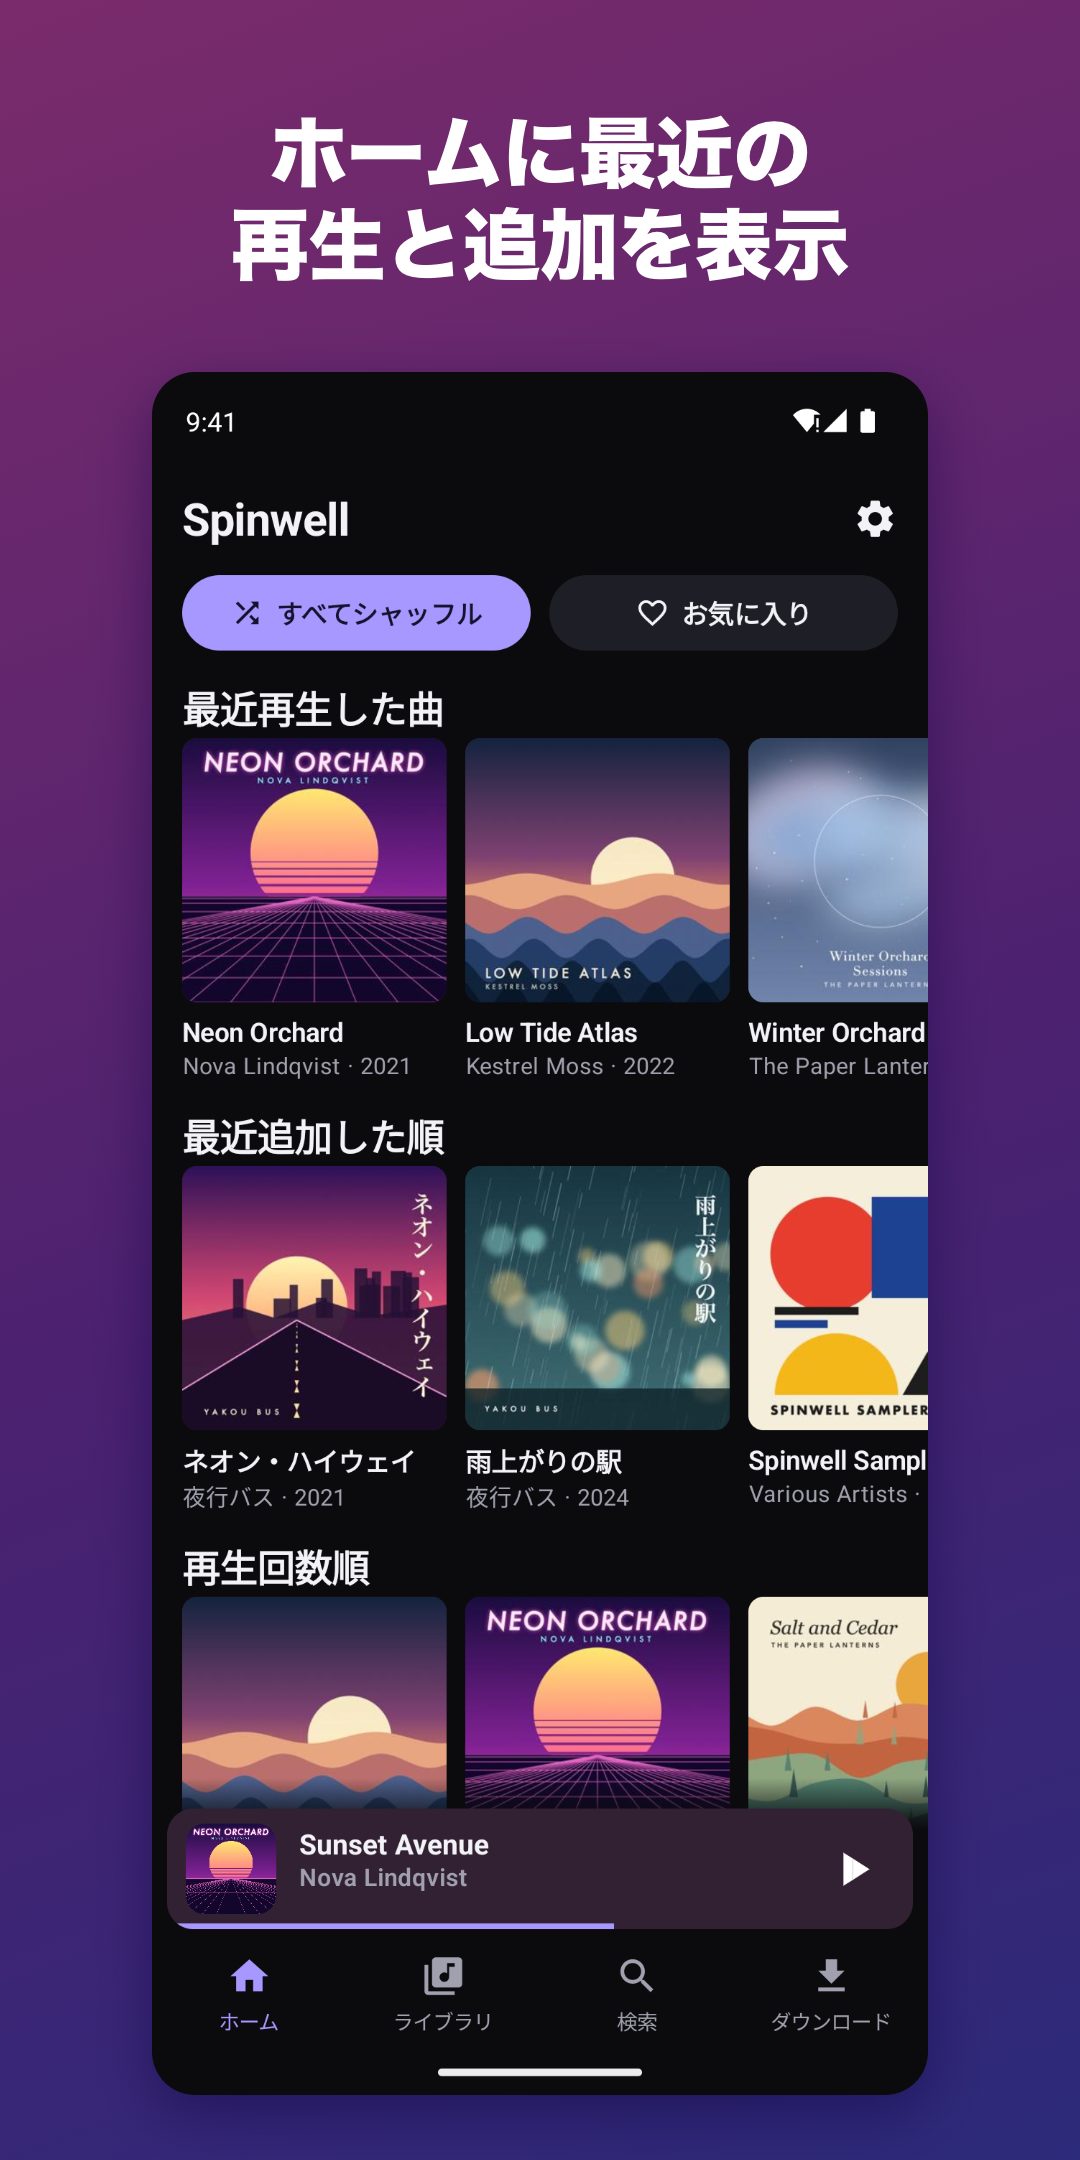 ホームに最近の
再生と追加を表示
9:41
Spinwell
すべてシャッフル
お気に入り
最近再生した曲
NEON ORCHARD
NOVA LINDQVIST
LOW TIDE ATLAS
KESTREL MOSS
Winter Orchard
Sessions
THE PAPER LANTERN
Neon Orchard
Nova Lindqvist · 2021
Low Tide Atlas
Kestrel Moss · 2022
Winter Orchard
The Paper Lanter
最近追加した順
ネオン・ハイウェイ
YAKOU BUS
雨上がりの駅
YAKOU BUS
SPINWELL SAMPLER
ネオン・ハイウェイ
夜行バス · 2021
雨上がりの駅
夜行バス · 2024
Spinwell Sampl
Various Artists ·
再生回数順
NEON ORCHARD
NOVA LINDQVIST
Salt and Cedar
THE PAPER LANTERNS
NEON ORCHARD
Sunset Avenue
Nova Lindqvist
ホーム
ライブラリ
検索
ダウンロード